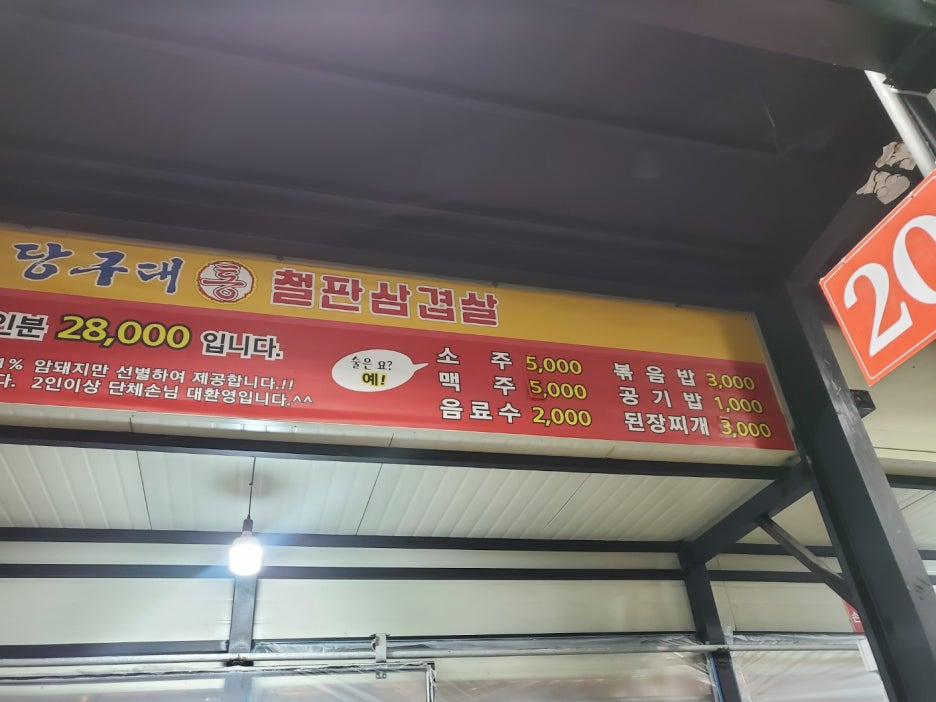 당구대 통 철판삼겹살
인분 28,000 입니다.
1% 암돼지만 선별하여 제공합니다.!!
다. 2인이상 단체손님 대환영입니다.^^
술은 요?
예!
소 주 5,000
맥 주 5,000
음료수 2,000
볶음밥 3,000
공기밥 1,000
된장찌개 3,000
20